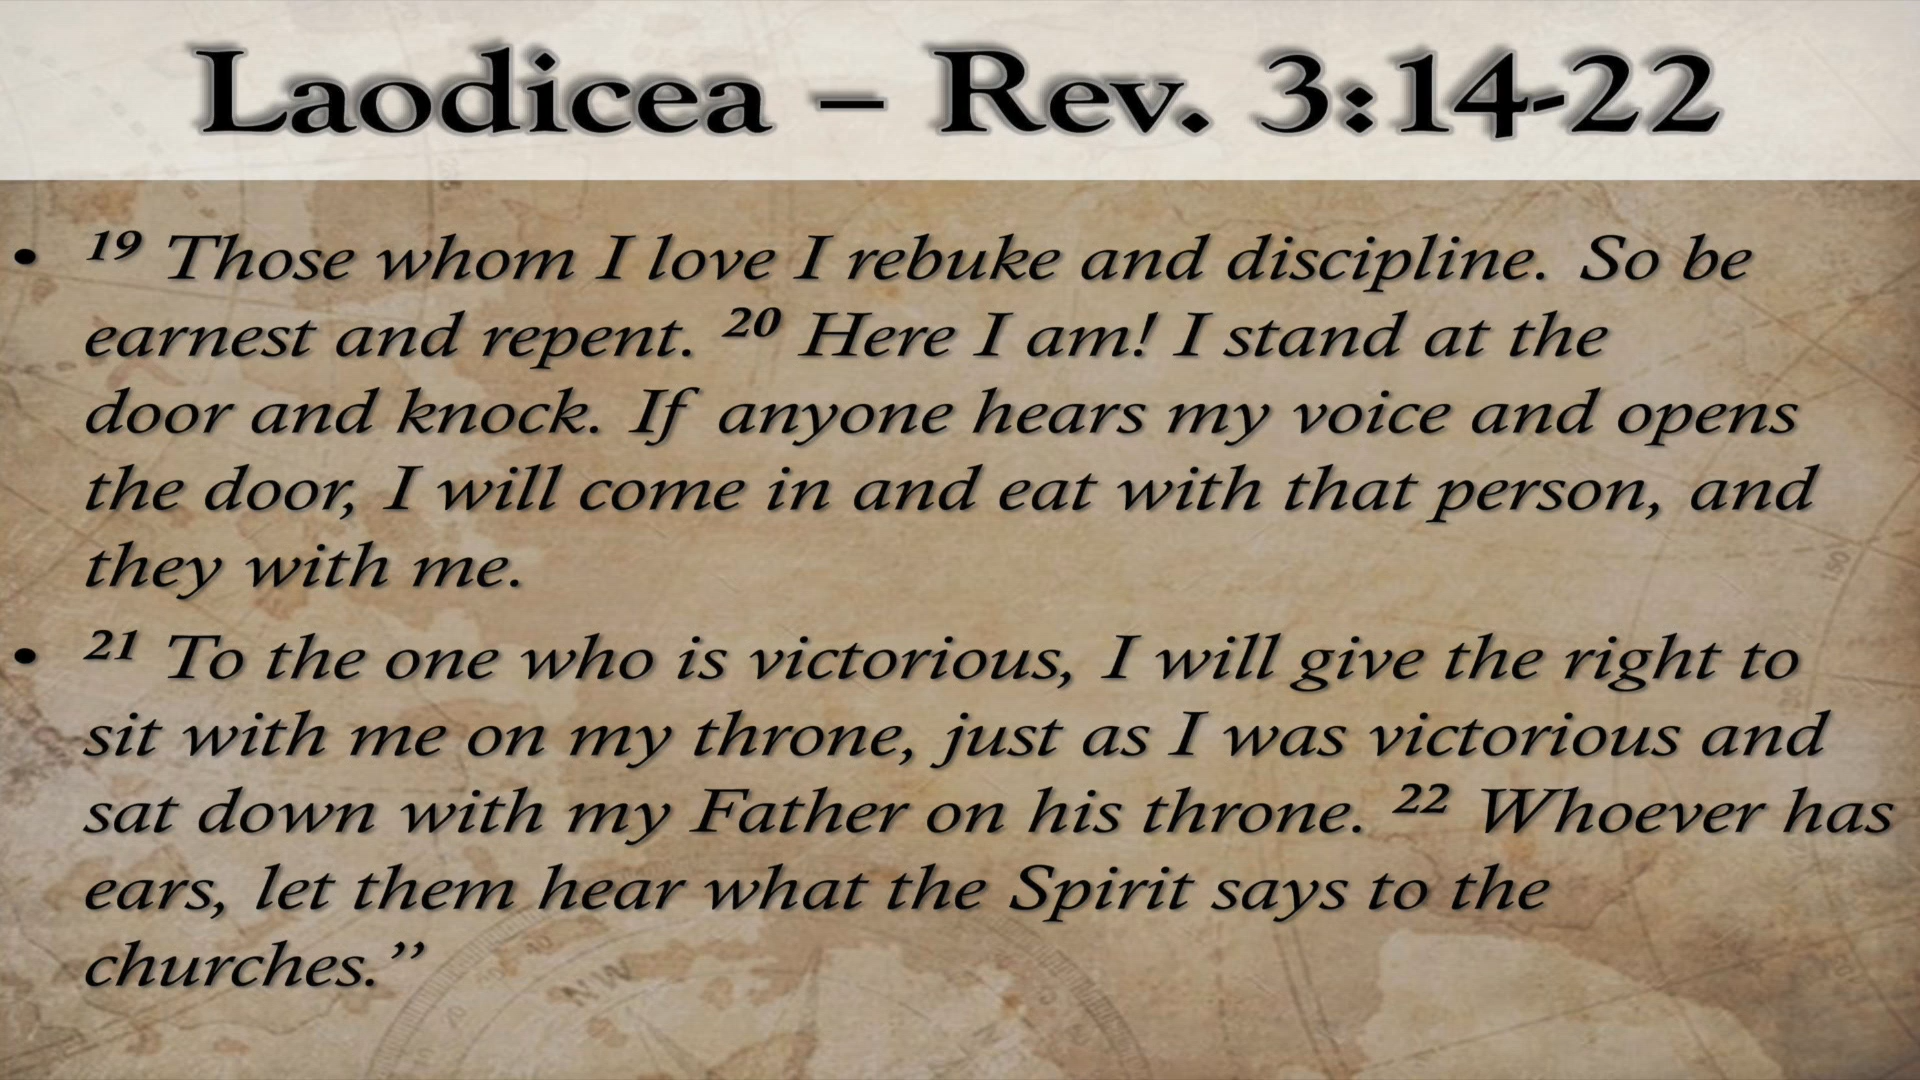 Laodicea – Rev. 3:14-22
• 19 Those whom I love I rebuke and discipline. So be
earnest and repent. 20 Here I am! I stand at the
door and knock. If anyone hears my voice and opens
the door, I will come in and eat with that person, and
they with me.
• 21 To the one who is victorious, I will give the right to
sit with me on my throne, just as I was victorious and
sat down with my Father on his throne. 22 Whoever has
ears, let them hear what the Spirit says to the
churches.”
NW